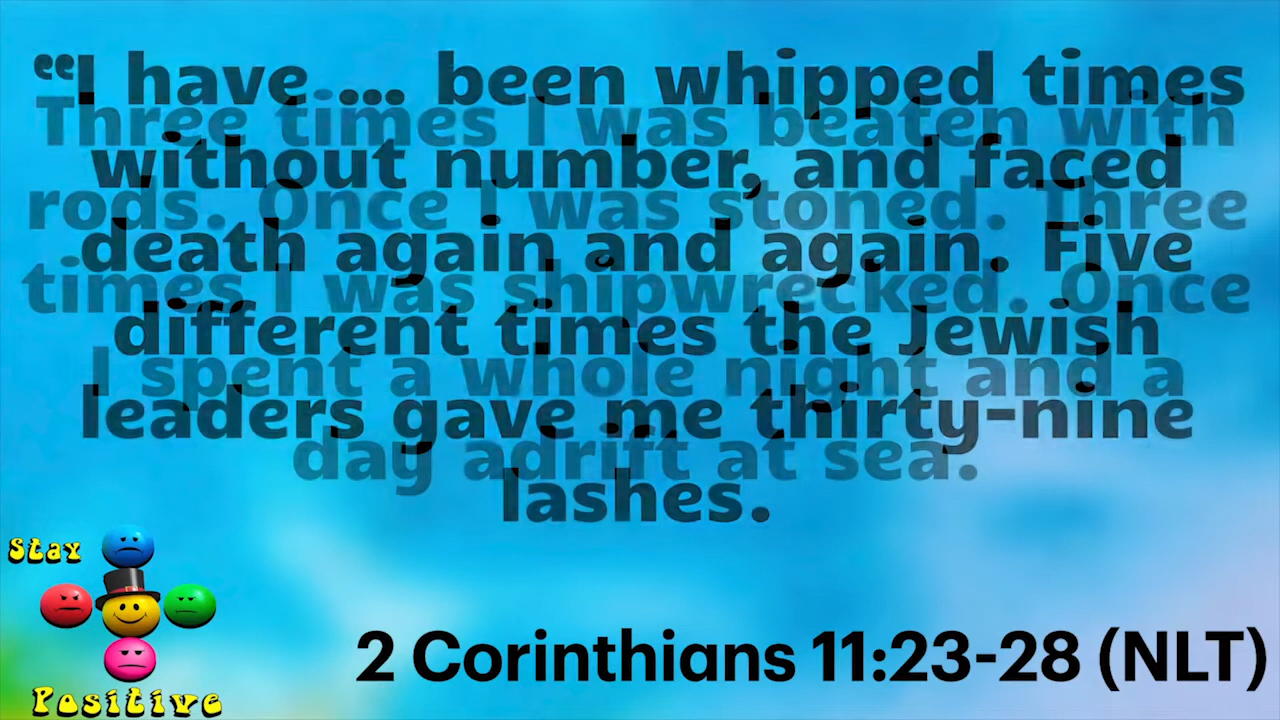 “I have ... been whipped times
without number, and faced
death again and again. Five
different times the Jewish
leaders gave me thirty-nine
lashes.
Three times I was beaten with
rods. Once I was stoned. Three
times I was shipwrecked. Once
I spent a whole night and a
day adrift at sea.
Stay
Positive
2 Corinthians 11:23-28 (NLT)